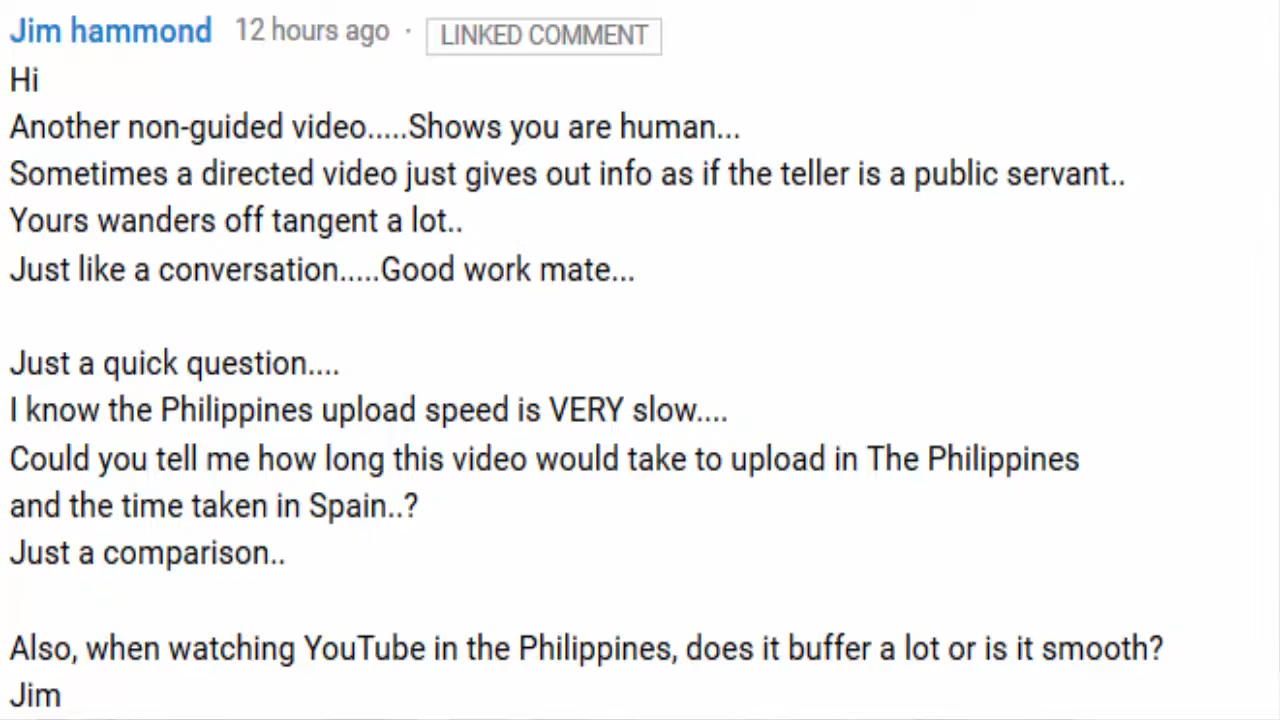 Jim hammond 12 hours ago · LINKED COMMENT
Hi
Another non-guided video.....Shows you are human...
Sometimes a directed video just gives out info as if the teller is a public servant..
Yours wanders off tangent a lot..
Just like a conversation.....Good work mate...
Just a quick question....
I know the Philippines upload speed is VERY slow....
Could you tell me how long this video would take to upload in The Philippines
and the time taken in Spain..?
Just a comparison..
Also, when watching YouTube in the Philippines, does it buffer a lot or is it smooth?
Jim